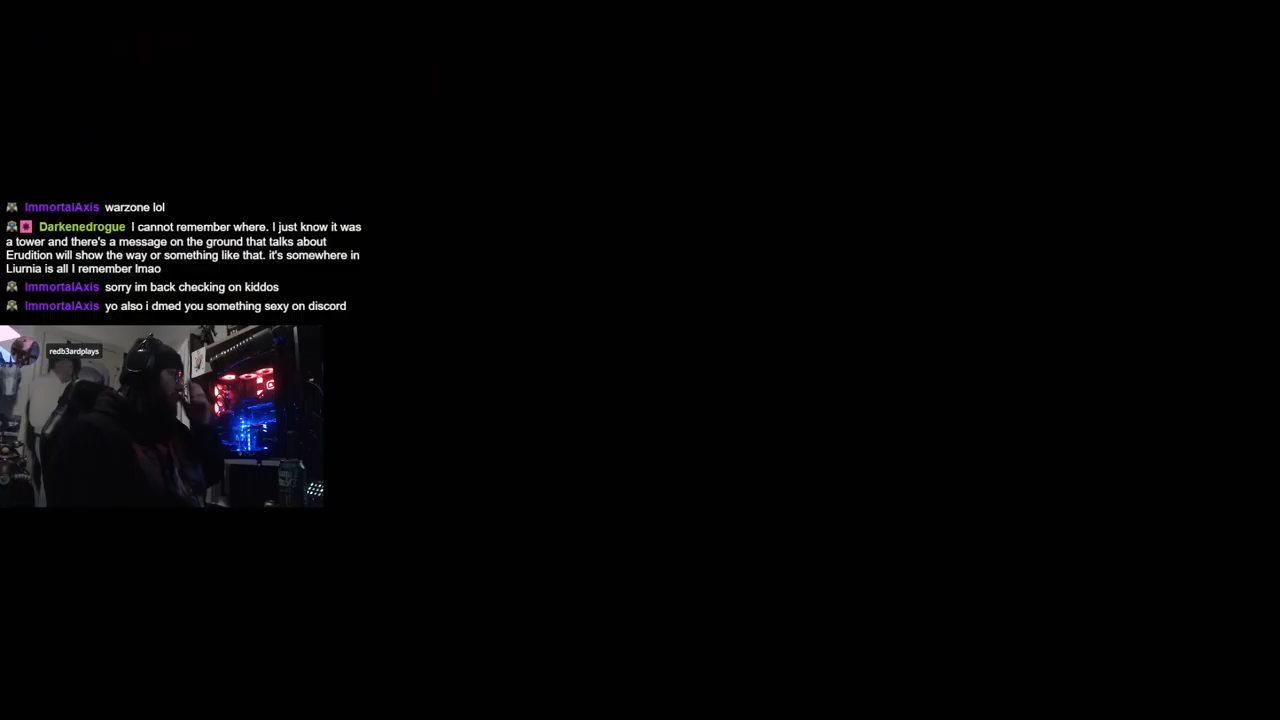 ImmortalAxis warzone lol
Darkenedrogue I cannot remember where. I just know it was
a tower and there's a message on the ground that talks about
Erudition will show the way or something like that. it's somewhere in
Liurnia is all I remember lmao
ImmortalAxis sorry im back checking on kiddos
ImmortalAxis yo also i dmed you something sexy on discord
redb3ardplays